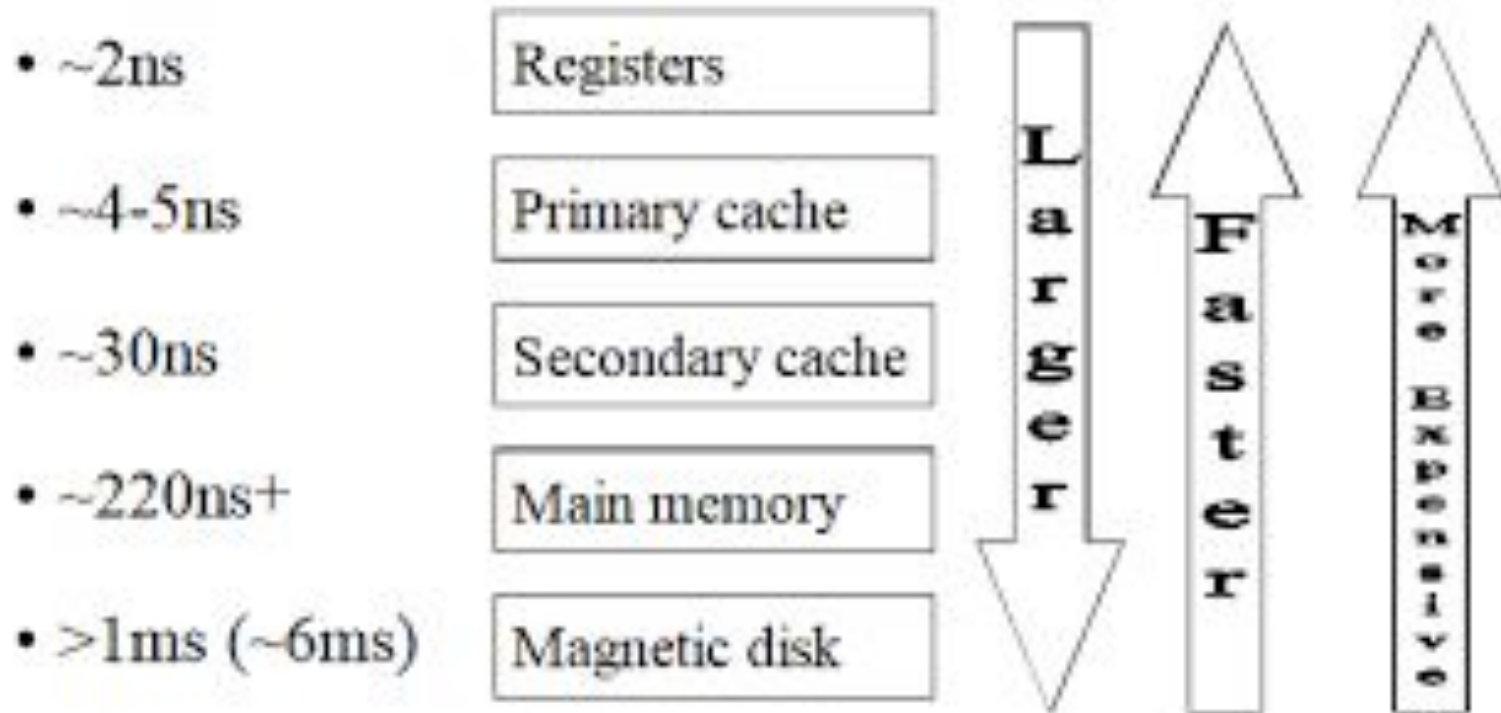 • ~2ns Registers
• ~4-5ns Primary cache
• ~30ns Secondary cache
• ~220ns+ Main memory
• >1ms (~6ms) Magnetic disk
Larger
Faster
More Expensive